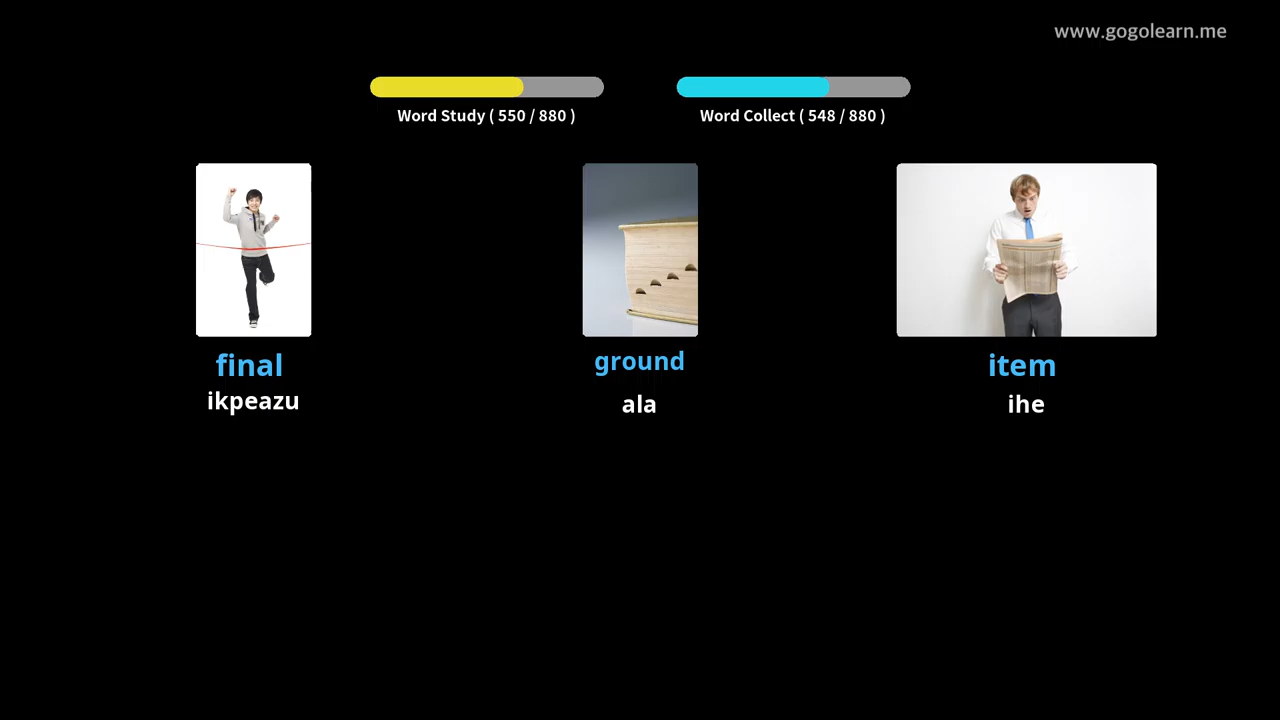 www.gogolearn.me
Word Study ( 550 / 880 )
Word Collect ( 548 / 880 )
final
ground
item
ikpeazu
ala
ihe